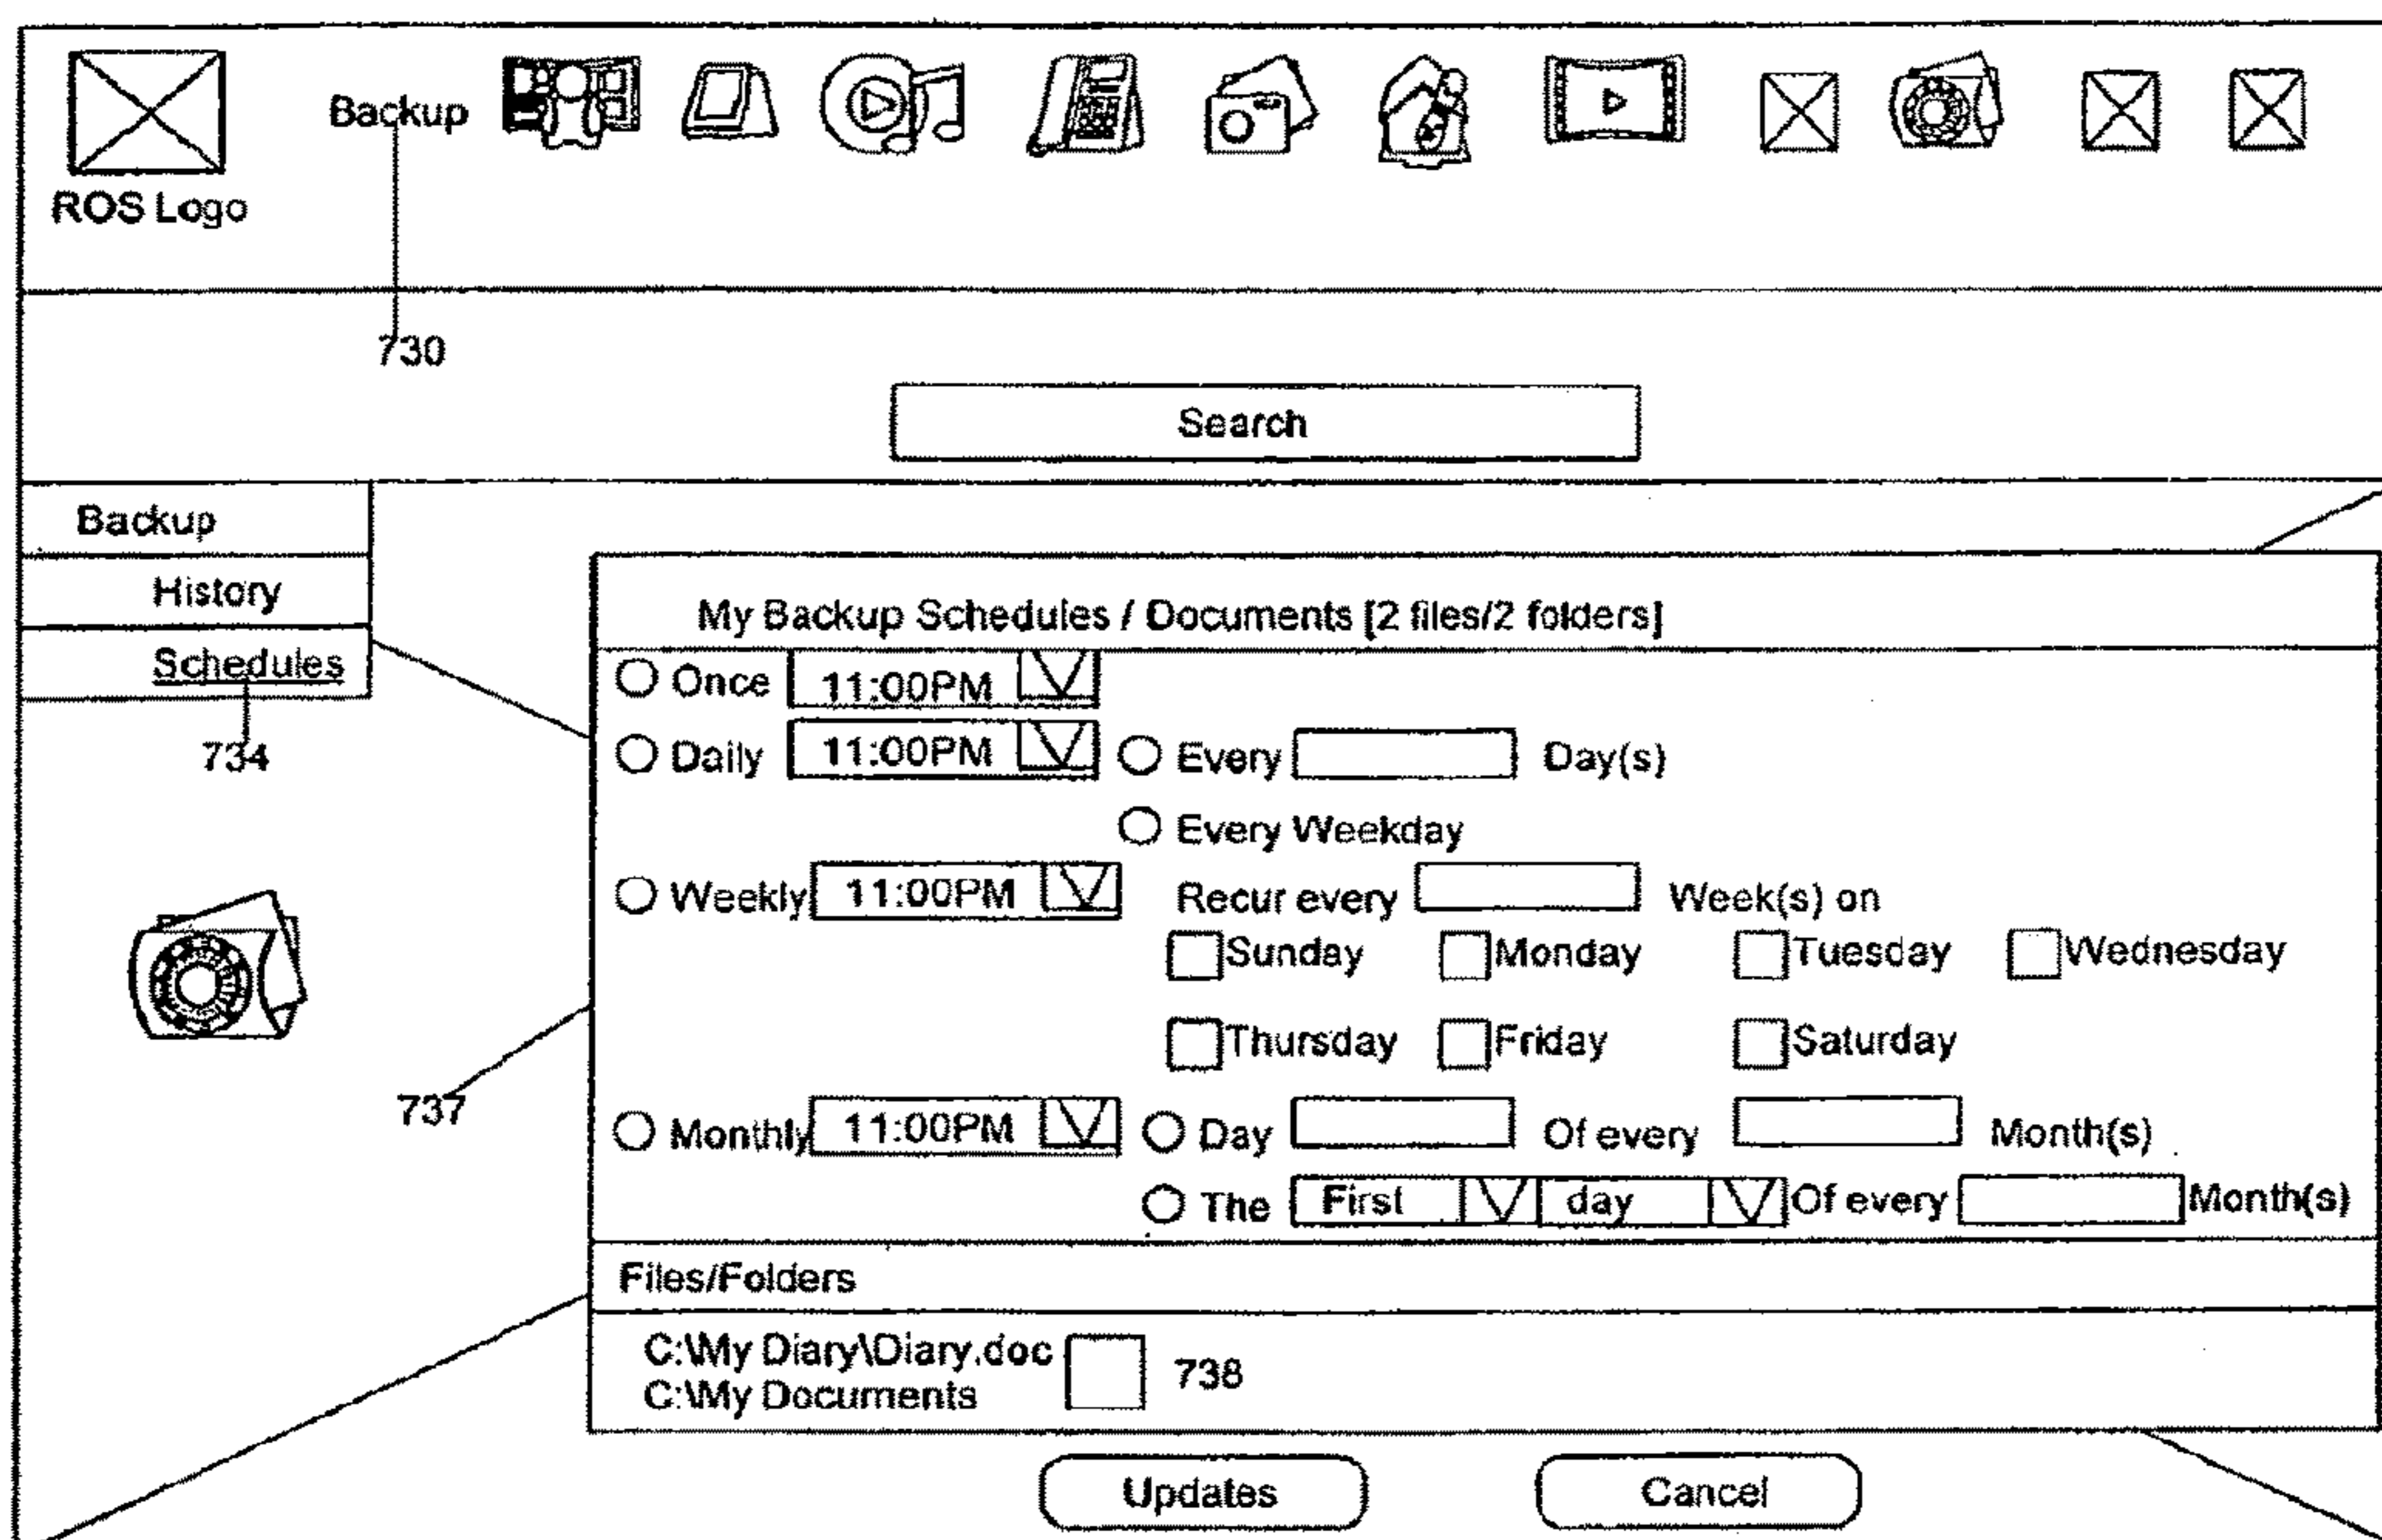 Backup
ROS Logo
730
Search
Backup
History
Schedules
734
My Backup Schedules / Documents [2 files/2 folders]
Once 11:00PM
Daily 11:00PM Every Day(s)
Every Weekday
Weekly 11:00PM Recur every Week(s) on
Sunday Monday Tuesday Wednesday
Thursday Friday Saturday
737
Monthly 11:00PM Day Of every Month(s)
The First day Of every Month(s)
Files/Folders
C:\My Diary\Diary.doc
C:\My Documents
738
Updates Cancel